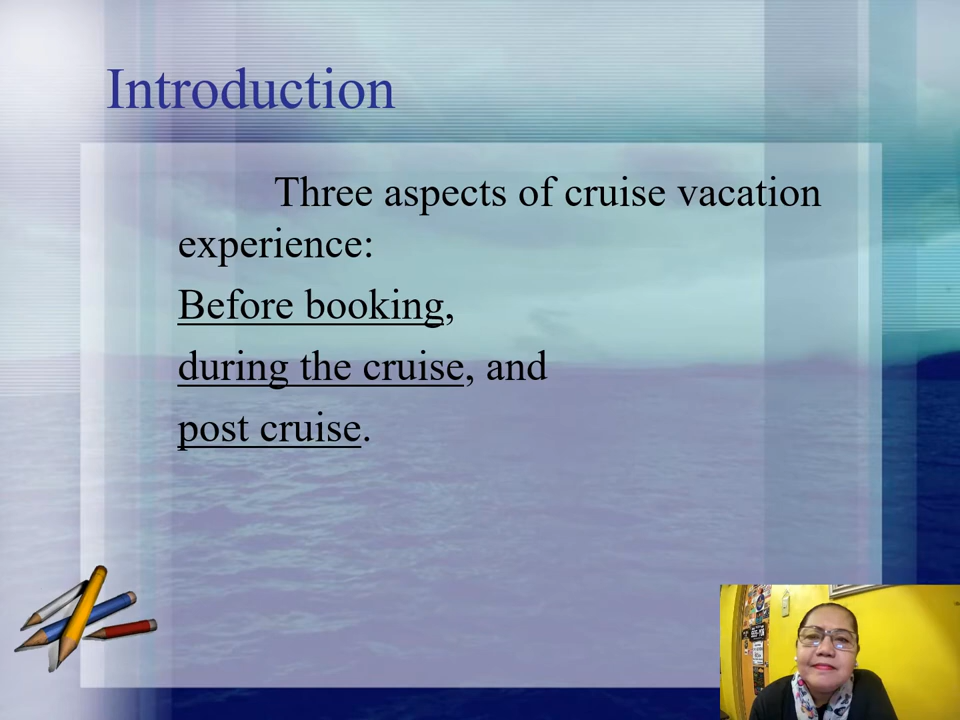 Introduction
Three aspects of cruise vacation
experience:
Before booking,
during the cruise, and
post cruise.